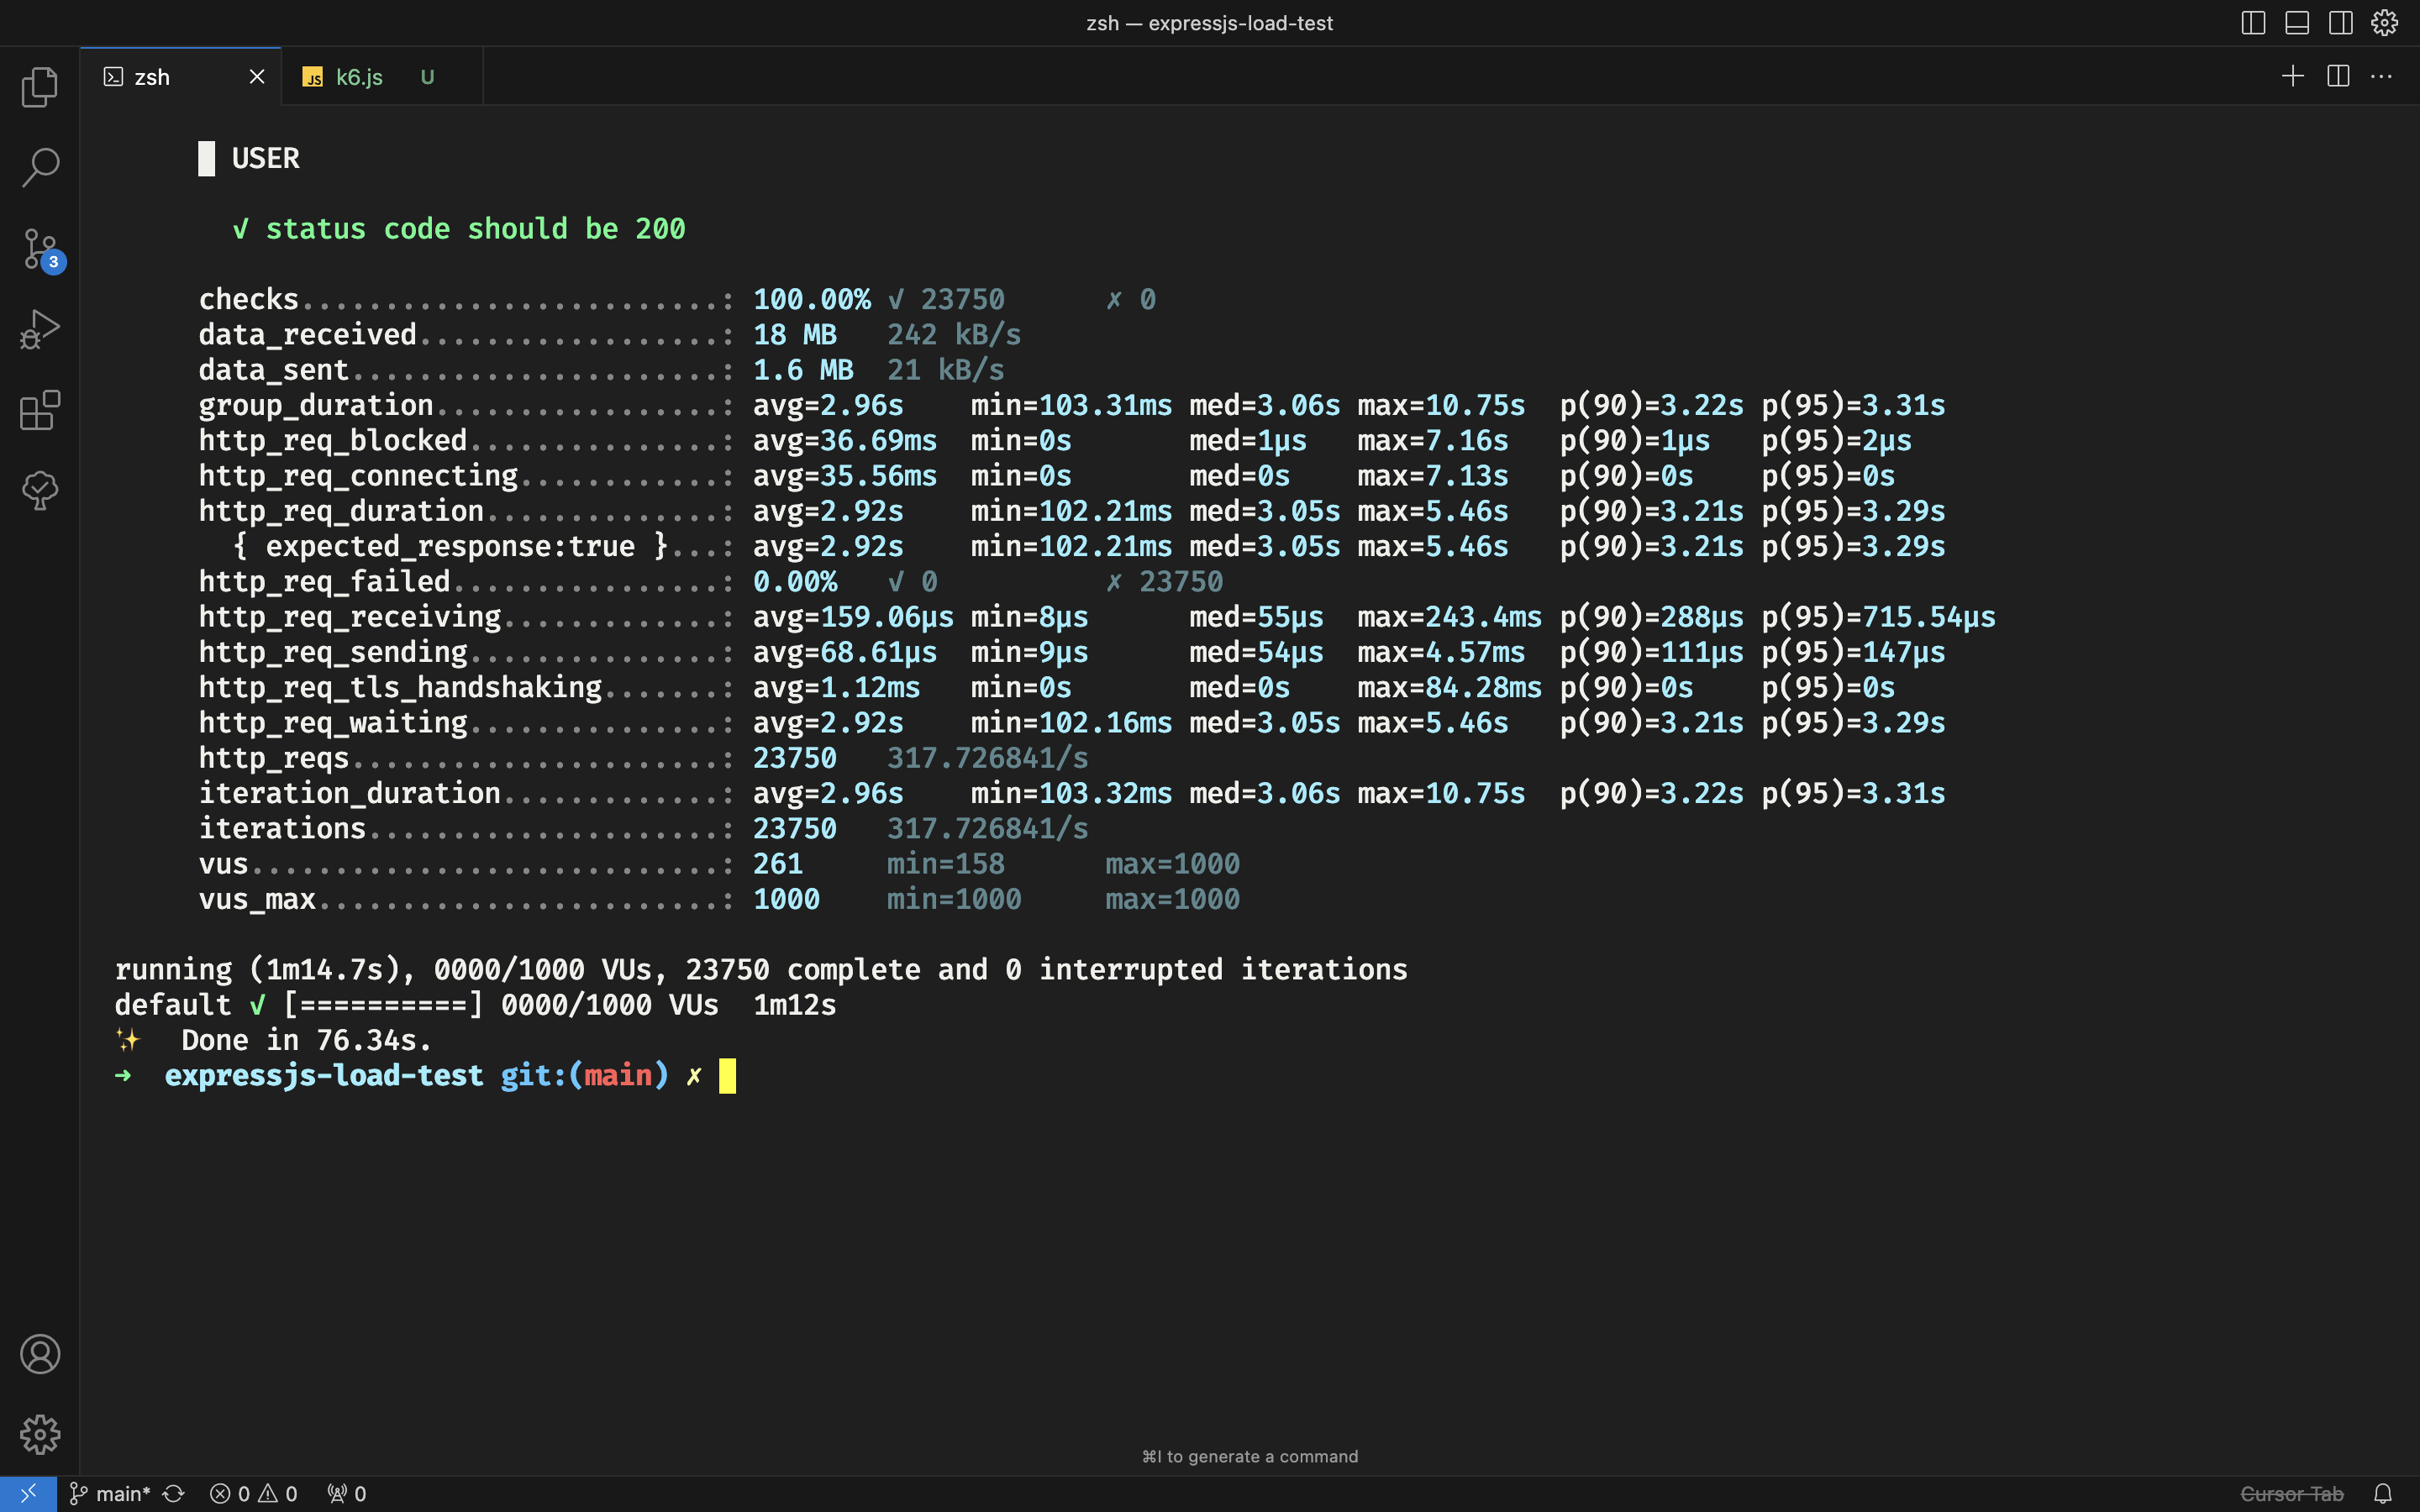 zsh — expressjs-load-test
zsh
JS k6.js U
USER
√ status code should be 200
checks.........................: 100.00% √ 23750 ✗ 0
data_received..................: 18 MB 242 kB/s
data_sent......................: 1.6 MB 21 kB/s
group_duration.................: avg=2.96s min=103.31ms med=3.06s max=10.75s p(90)=3.22s p(95)=3.31s
http_req_blocked...............: avg=36.69ms min=0s med=1µs max=7.16s p(90)=1µs p(95)=2µs
http_req_connecting............: avg=35.56ms min=0s med=0s max=7.13s p(90)=0s p(95)=0s
http_req_duration..............: avg=2.92s min=102.21ms med=3.05s max=5.46s p(90)=3.21s p(95)=3.29s
{ expected_response:true }...: avg=2.92s min=102.21ms med=3.05s max=5.46s p(90)=3.21s p(95)=3.29s
http_req_failed................: 0.00% √ 0 ✗ 23750
http_req_receiving.............: avg=159.06µs min=8µs med=55µs max=243.4ms p(90)=288µs p(95)=715.54µs
http_req_sending...............: avg=68.61µs min=9µs med=54µs max=4.57ms p(90)=111µs p(95)=147µs
http_req_tls_handshaking.......: avg=1.12ms min=0s med=0s max=84.28ms p(90)=0s p(95)=0s
http_req_waiting...............: avg=2.92s min=102.16ms med=3.05s max=5.46s p(90)=3.21s p(95)=3.29s
http_reqs......................: 23750 317.726841/s
iteration_duration.............: avg=2.96s min=103.32ms med=3.06s max=10.75s p(90)=3.22s p(95)=3.31s
iterations.....................: 23750 317.726841/s
vus............................: 261 min=158 max=1000
vus_max........................: 1000 min=1000 max=1000
running (1m14.7s), 0000/1000 VUs, 23750 complete and 0 interrupted iterations
default √ [==========] 0000/1000 VUs 1m12s
✨ Done in 76.34s.
➜ expressjs-load-test git:(main) ✗
3
⌘I to generate a command
main* 0 0 0 Cursor Tab